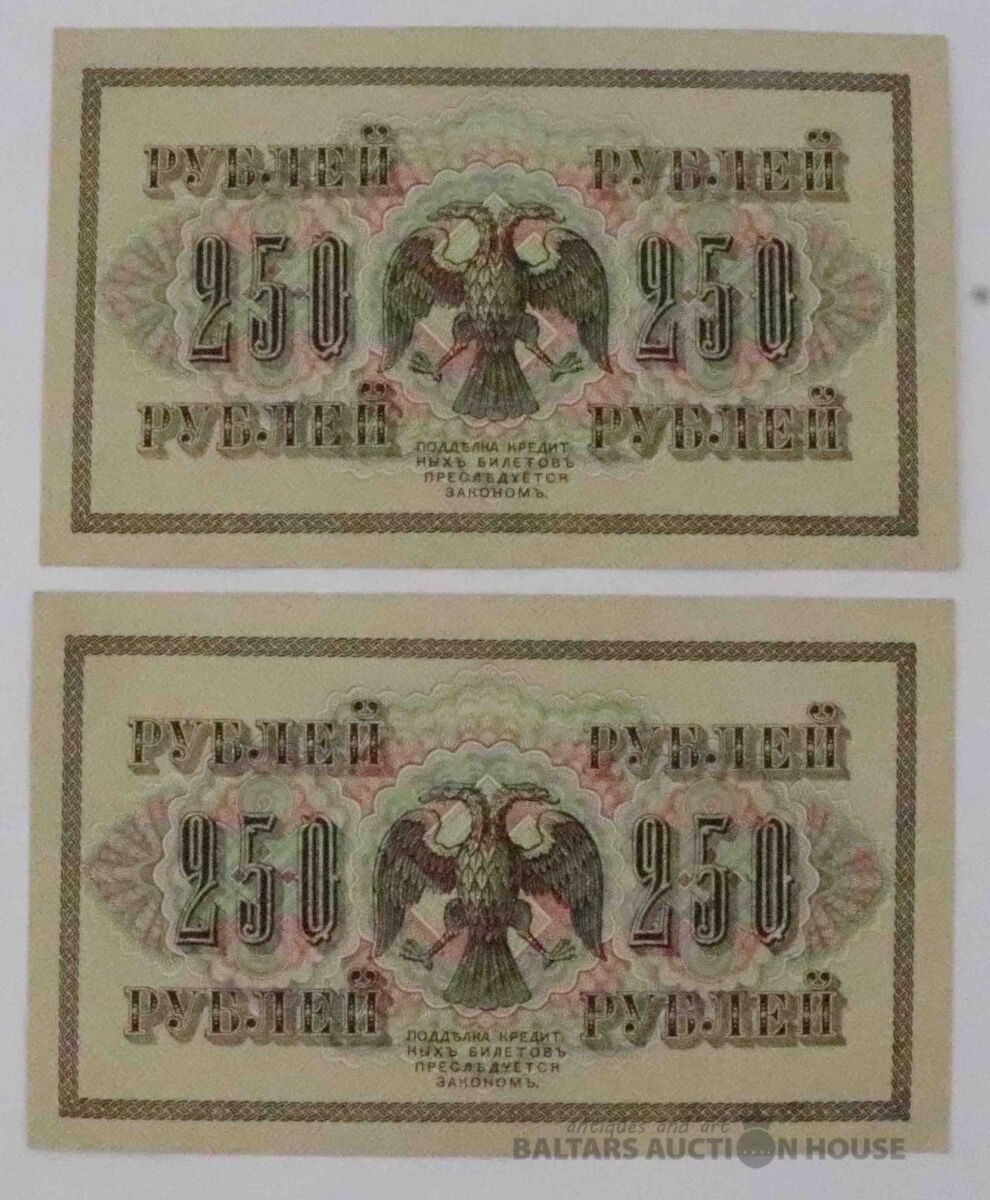 РУБЛЕЙ РУБЛЕЙ
250 250
РУБЛЕЙ РУБЛЕЙ
ПОДДѢЛКА КРЕДИТ
НЫХЪ БИЛЕТОВЪ
ПРЕСЛѢДУЕТСЯ
ЗАКОНОМЪ.
РУБЛЕЙ РУБЛЕЙ
250 250
РУБЛЕЙ РУБЛЕЙ
ПОДДѢЛКА КРЕДИТ
НЫХЪ БИЛЕТОВЪ
ПРЕСЛѢДУЕТСЯ
ЗАКОНОМЪ.
antiques and art
BALTARS AUCTION HOUSE